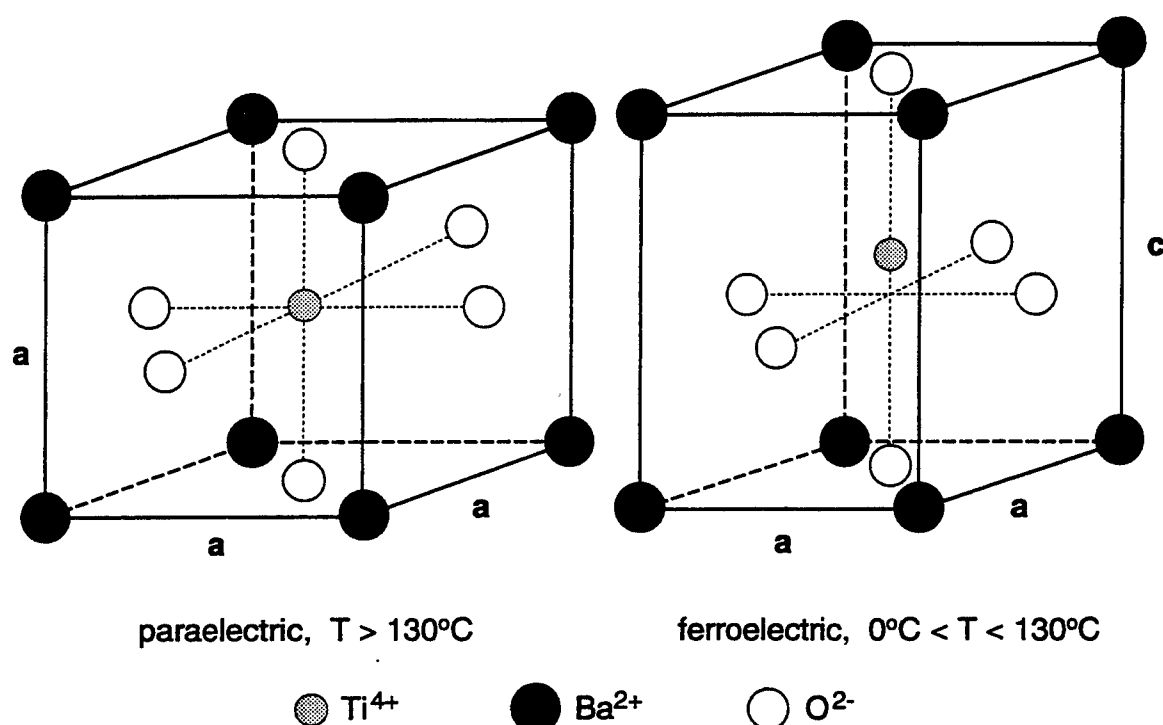 a
a
a
c
a
a
paraelectric, T > 130ºC
ferroelectric, 0ºC < T < 130ºC
Ti4+
Ba2+
O2-